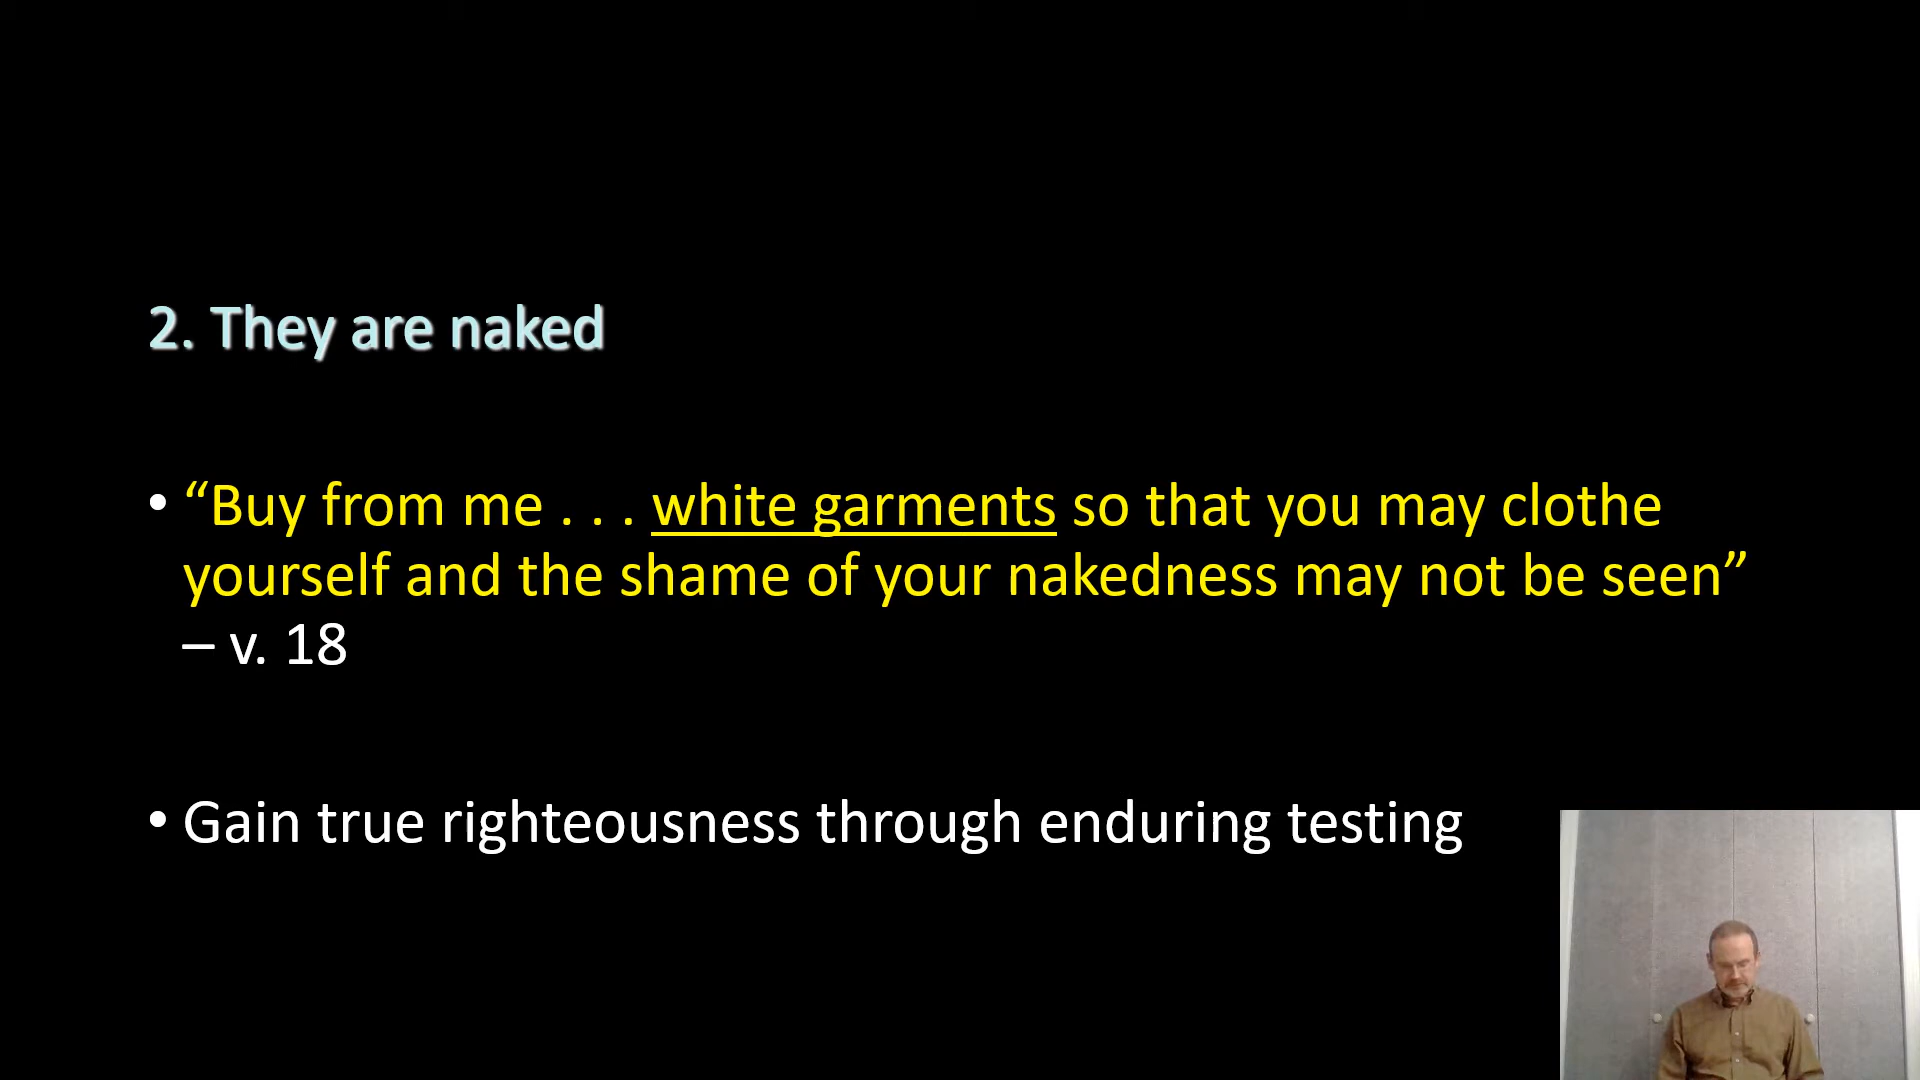 2. They are naked
• “Buy from me . . . white garments so that you may clothe
yourself and the shame of your nakedness may not be seen”
– v. 18
• Gain true righteousness through enduring testing